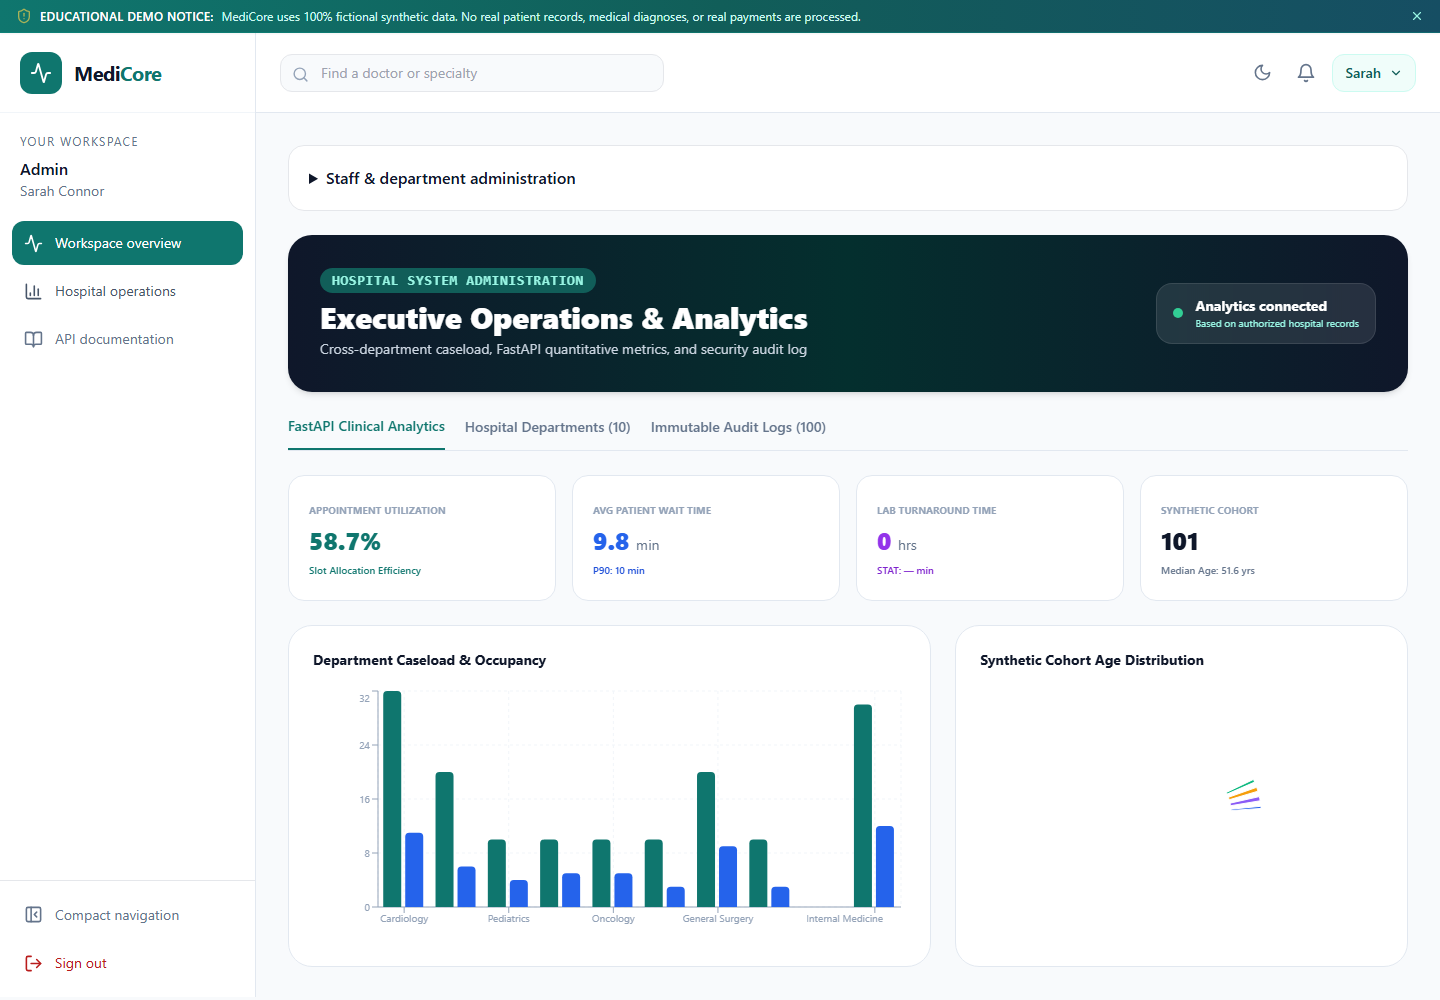 EDUCATIONAL DEMO NOTICE: MediCore uses 100% fictional synthetic data. No real patient records, medical diagnoses, or real payments are processed.
MediCore
Find a doctor or specialty
Sarah
YOUR WORKSPACE
Admin
Sarah Connor
Workspace overview
Hospital operations
API documentation
Compact navigation
Sign out
Staff & department administration
HOSPITAL SYSTEM ADMINISTRATION
Executive Operations & Analytics
Cross-department caseload, FastAPI quantitative metrics, and security audit log
Analytics connected
Based on authorized hospital records
FastAPI Clinical Analytics
Hospital Departments (10)
Immutable Audit Logs (100)
APPOINTMENT UTILIZATION
58.7%
Slot Allocation Efficiency
AVG PATIENT WAIT TIME
9.8 min
P90: 10 min
LAB TURNAROUND TIME
0 hrs
STAT: — min
SYNTHETIC COHORT
101
Median Age: 51.6 yrs
Department Caseload & Occupancy
32
24
16
8
0
Cardiology
Pediatrics
Oncology
General Surgery
Internal Medicine
Synthetic Cohort Age Distribution